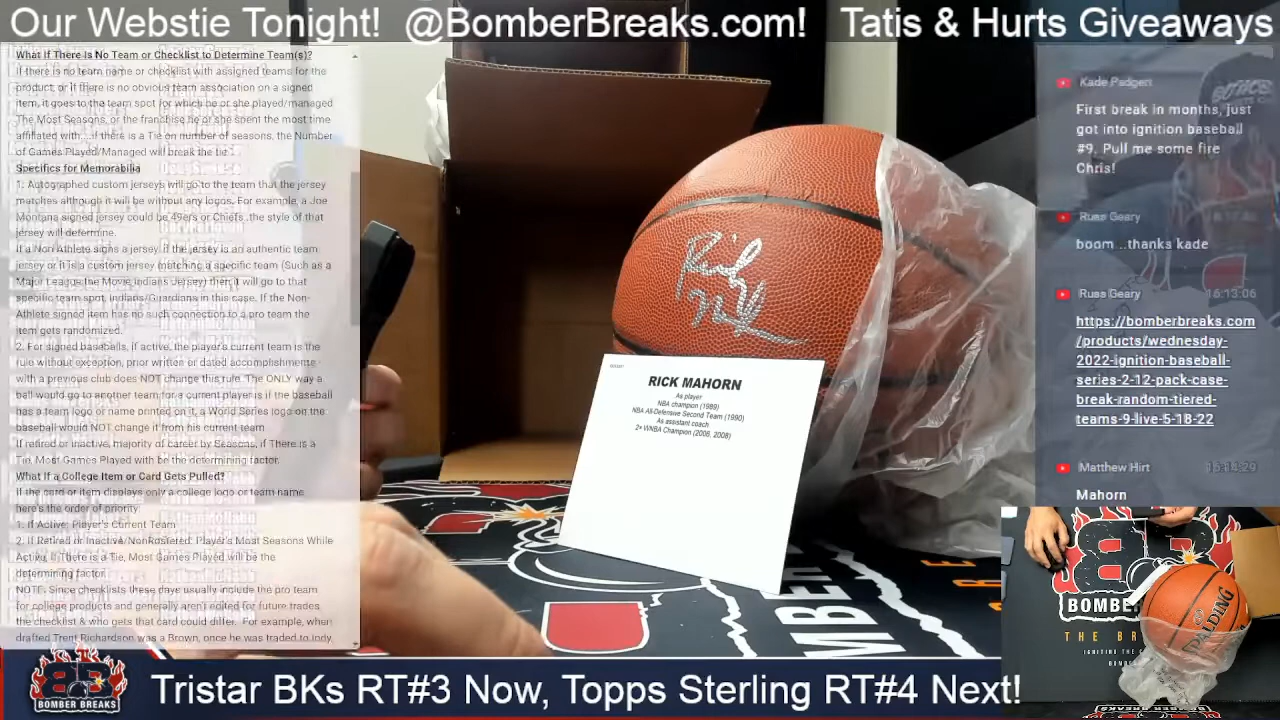 Our Webstie Tonight! @BomberBreaks.com! Tatis & Hurts Giveaways
What If There Is No Team or Checklist to Determine Team(s)?
If there is no team name or checklist with assigned teams for the
product, or if there is no obvious team association on a signed
item, it goes to the team spot for which he or she played/managed
The Most Seasons, or the franchise he or she spent the most time
affiliated with...if there is a Tie on number of seasons, the Number
of Games Played/Managed will break the tie
Specifics for Memorabilia
1. Autographed custom jerseys will go to the team that the jersey
matches although it will be without any logos. For example, a Joe
Montana signed jersey could be 49ers or Chiefs...the style of that
jersey will determine.
If a Non Athlete signs a jersey, if the jersey is an authentic team
jersey or it is a custom jersey matching a specific team (Such as a
Major League the Movie, Indians Jersey) then it will go to that
specific team spot, Indians/Guardians in this case. If the Non-
Athlete signed item has no such connection to a pro team the
item gets randomized.
2. For signed baseballs, if active, the player's current team is the
rule without exception, prior written or dated accomplishments
with a previous club does NOT change this rule. The ONLY way a
ball would go to another team for a current player is if the baseball
has a team logo or name printed on it, a World Series logo on the
baseball would NOT change it from his current team.
If retired or inactive, majority of career by Seasons, if There is a
Tie, Most Games Played with be the determining factor.
What If a College Item or Card Gets Pulled?
If the card or item displays only a college logo or team name
here's the order of priority:
1. If Active: Player's Current Team
2. If Retired or Inactive/NonRostered: Player's Most Seasons While
Active, If There is a Tie, Most Games Played will be the
determining factor
NOTE: Since checklists these days usually include the pro team
for college products and generally aren't edited for future trades
the checklist & who gets that card could differ. For example, when
drafted Trent Richardson was a Brown, once he was traded to Indy,
Rick Mahorn
RICK MAHORN
As player
NBA champion (1989)
NBA All-Defensive Second Team (1990)
As assistant coach
2× WNBA Champion (2006, 2008)
Kade Padgett
First break in months, just
got into ignition baseball
#9. Pull me some fire
Chris!
Russ Geary
boom...thanks kade
Russ Geary 16:13:06
https://bomberbreaks.com
/products/wednesday-
2022-ignition-baseball-
series-2-12-pack-case-
break-random-tiered-
teams-9-live-5-18-22
Matthew Hirt 16:14:29
Mahorn
BOMBER
SPALDING
BOMBER BREAKS
Tristar BKs RT#3 Now, Topps Sterling RT#4 Next!